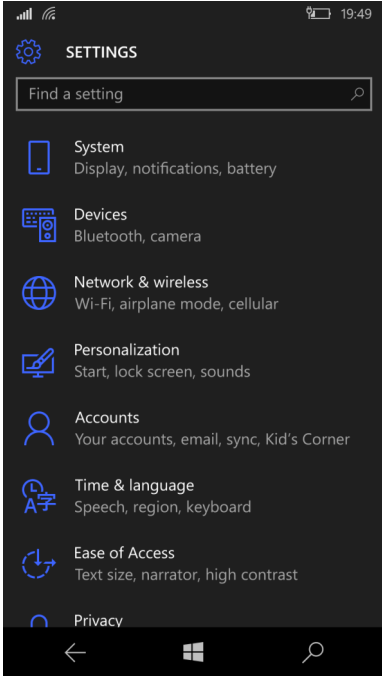 19:49
SETTINGS
Find a setting
System
Display, notifications, battery
Devices
Bluetooth, camera
Network & wireless
Wi-Fi, airplane mode, cellular
Personalization
Start, lock screen, sounds
Accounts
Your accounts, email, sync, Kid's Corner
Time & language
Speech, region, keyboard
Ease of Access
Text size, narrator, high contrast
Privacy